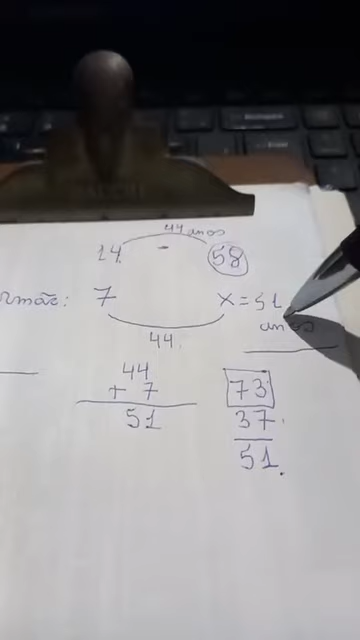 44 anos
14 - 58
rmão: 7 X = 51
anos
44
44
+ 7
51
73
37
51.